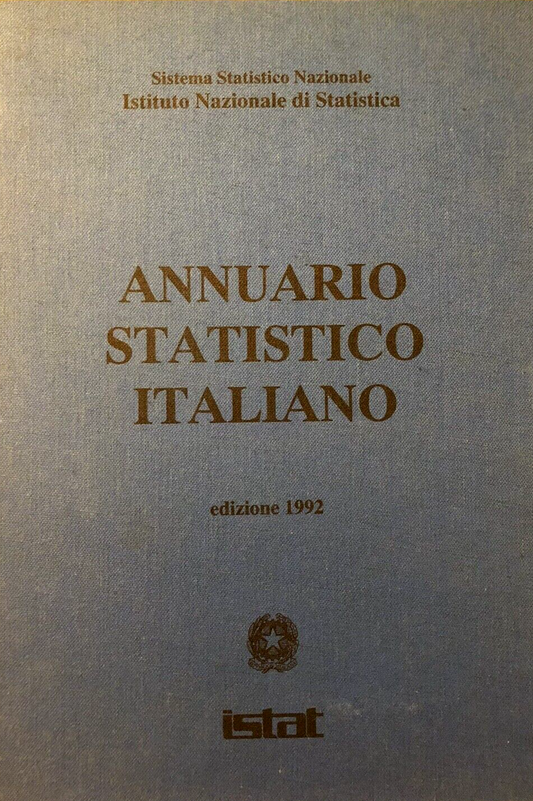 Sistema Statistico Nazionale
Istituto Nazionale di Statistica
ANNUARIO
STATISTICO
ITALIANO
edizione 1992
istat